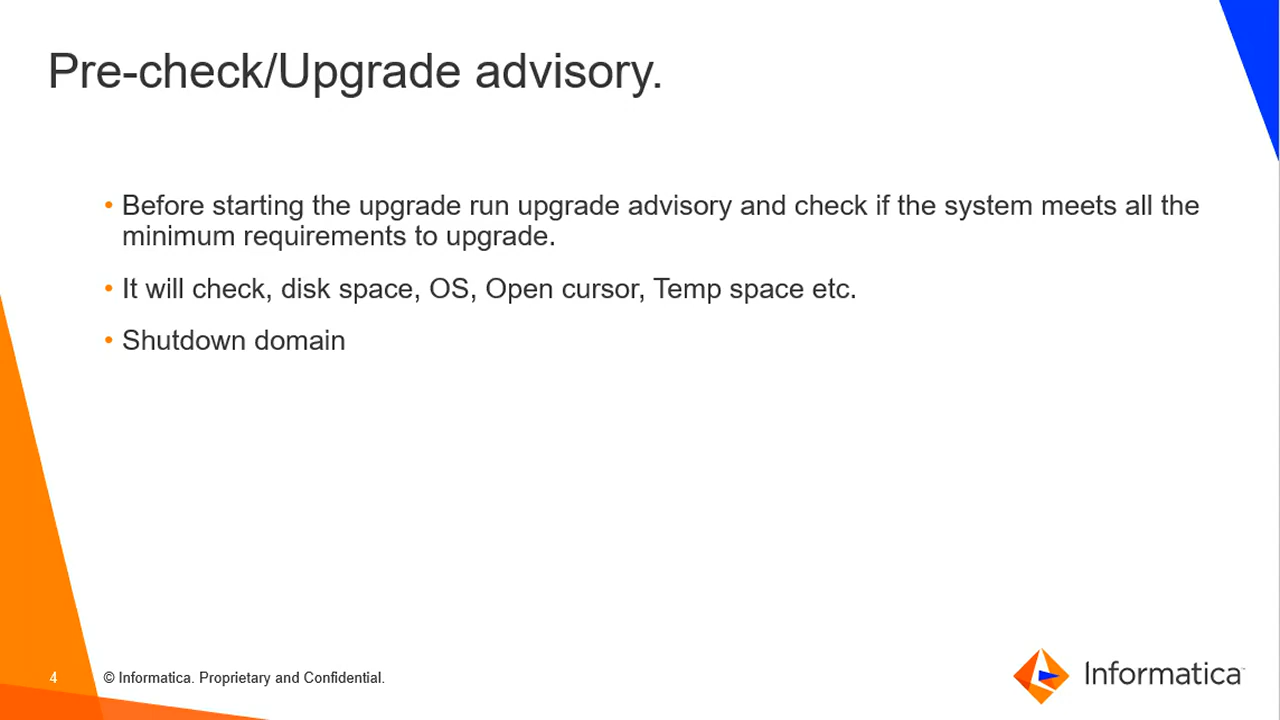 Pre-check/Upgrade advisory.
• Before starting the upgrade run upgrade advisory and check if the system meets all the
minimum requirements to upgrade.
• It will check, disk space, OS, Open cursor, Temp space etc.
• Shutdown domain
4 © Informatica. Proprietary and Confidential.
Informatica™